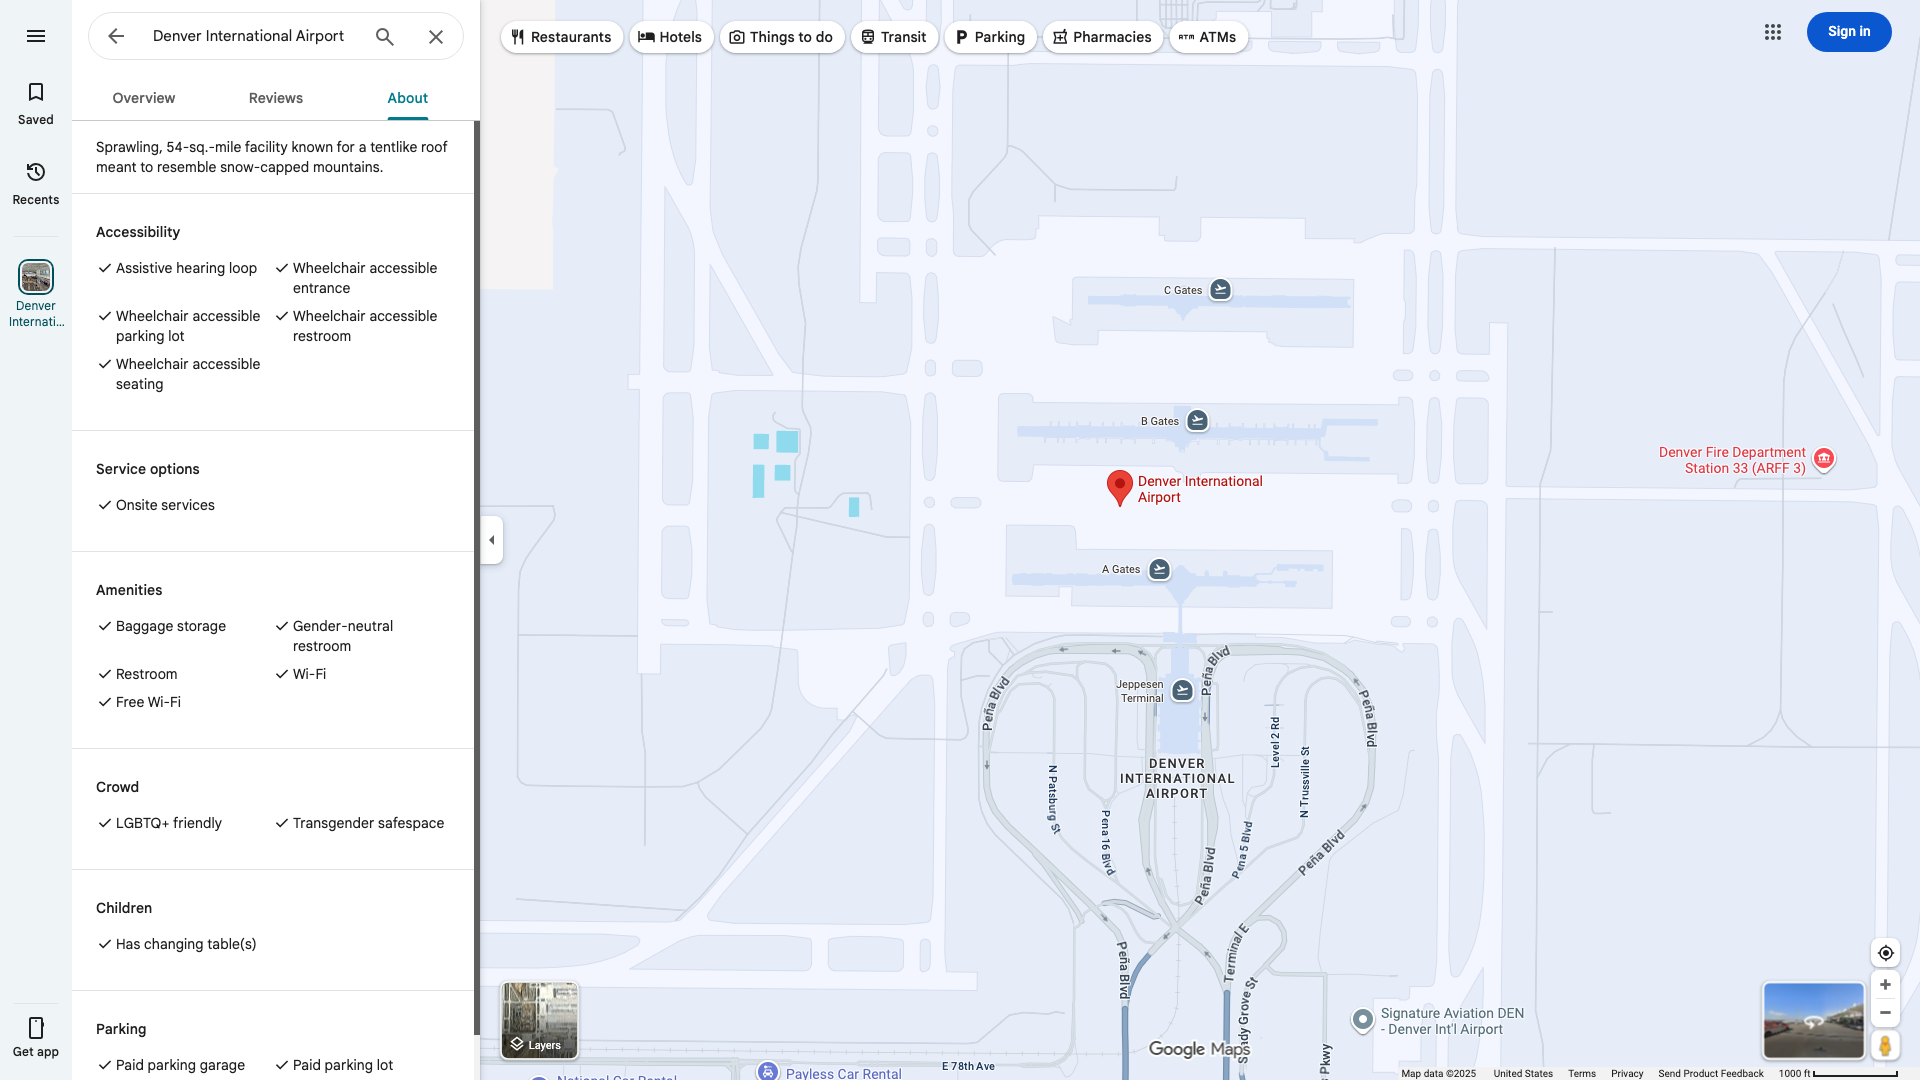 Denver International Airport
Restaurants
Hotels
Things to do
Transit
Parking
Pharmacies
ATMs
Sign in
Saved
Recents
Denver
Internati...
Get app
Overview
Reviews
About
Sprawling, 54-sq.-mile facility known for a tentlike roof
meant to resemble snow-capped mountains.
Accessibility
Assistive hearing loop
Wheelchair accessible
entrance
Wheelchair accessible
parking lot
Wheelchair accessible
restroom
Wheelchair accessible
seating
Service options
Onsite services
Amenities
Baggage storage
Gender-neutral
restroom
Restroom
Wi-Fi
Free Wi-Fi
Crowd
LGBTQ+ friendly
Transgender safespace
Children
Has changing table(s)
Parking
Paid parking garage
Paid parking lot
C Gates
B Gates
Denver International
Airport
Denver Fire Department
Station 33 (ARFF 3)
A Gates
Jeppesen
Terminal
Peña Blvd
Peña Blvd
Peña Blvd
Level 2 Rd
N Trussville St
N Patsburg St
DENVER
INTERNATIONAL
AIRPORT
Pena 16 Blvd
Pena 5 Blvd
Peña Blvd
Peña Blvd
Peña Blvd
Terminal E
Shady Grove St
Signature Aviation DEN
- Denver Int'l Airport
Layers
Google Maps
E 78th Ave
National Car Rental
Payless Car Rental
Pkwy
Map data ©2025
United States
Terms
Privacy
Send Product Feedback
1000 ft